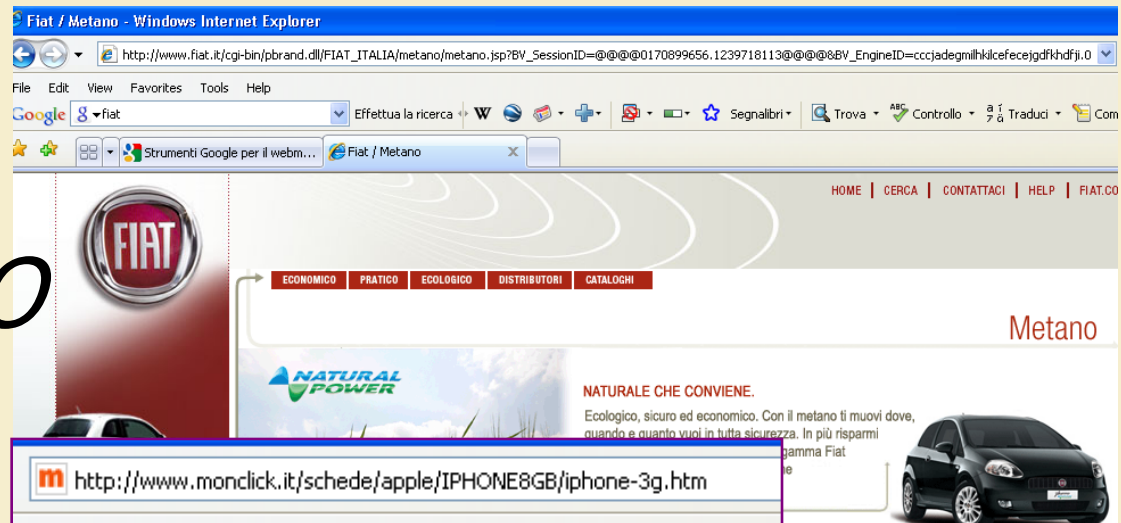 Fiat / Metano - Windows Internet Explorer
http://www.fiat.it/cgi-bin/pbrand.dll/FIAT_ITALIA/metano/metano.jsp?BV_SessionID=@@@@0170899656.1239718113@@@@&BV_EngineID=cccjadegmilhkilcefecejgdfkhdfji.0
File Edit View Favorites Tools Help
Google fiat Effettua la ricerca W Segnalibri Trova ABC Controllo Traduci Com
Strumenti Google per il webm... Fiat / Metano X
HOME | CERCA | CONTATTACI | HELP | FIAT.CO
FIAT
O
ECONOMICO PRATICO ECOLOGICO DISTRIBUTORI CATALOGHI
Metano
NATURAL
POWER
NATURALE CHE CONVIENE.
Ecologico, sicuro ed economico. Con il metano ti muovi dove,
quando e quanto vuoi in tutta sicurezza. In più risparmi
gamma Fiat
m http://www.monclick.it/schede/apple/IPHONE8GB/iphone-3g.htm